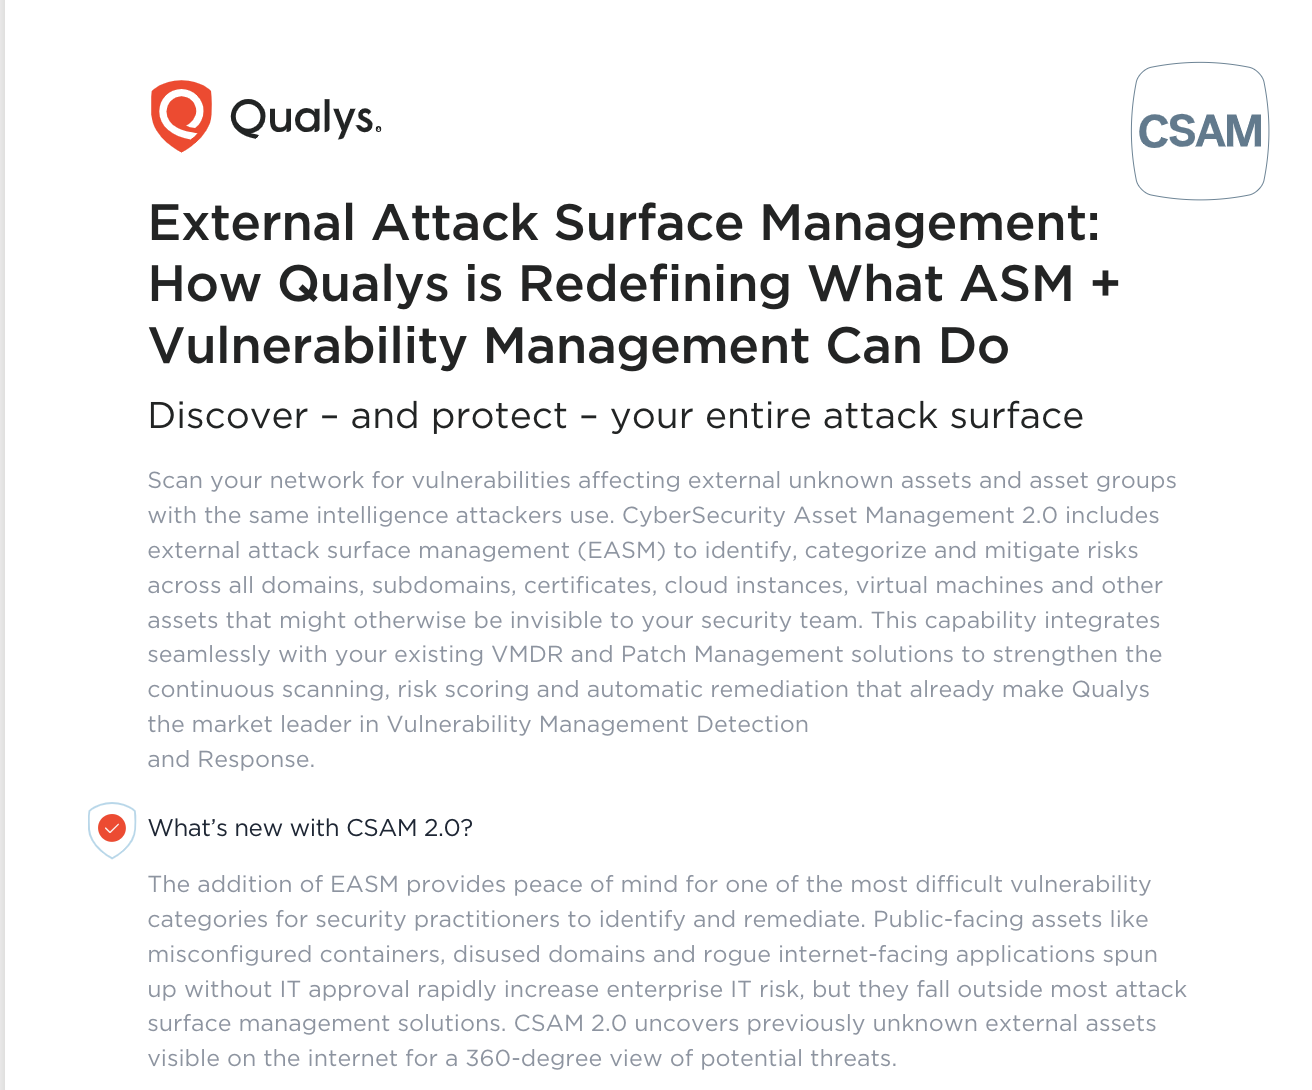 Qualys.
CSAM
External Attack Surface Management:
How Qualys is Redefining What ASM +
Vulnerability Management Can Do
Discover – and protect – your entire attack surface
Scan your network for vulnerabilities affecting external unknown assets and asset groups
with the same intelligence attackers use. CyberSecurity Asset Management 2.0 includes
external attack surface management (EASM) to identify, categorize and mitigate risks
across all domains, subdomains, certificates, cloud instances, virtual machines and other
assets that might otherwise be invisible to your security team. This capability integrates
seamlessly with your existing VMDR and Patch Management solutions to strengthen the
continuous scanning, risk scoring and automatic remediation that already make Qualys
the market leader in Vulnerability Management Detection
and Response.
What’s new with CSAM 2.0?
The addition of EASM provides peace of mind for one of the most difficult vulnerability
categories for security practitioners to identify and remediate. Public-facing assets like
misconfigured containers, disused domains and rogue internet-facing applications spun
up without IT approval rapidly increase enterprise IT risk, but they fall outside most attack
surface management solutions. CSAM 2.0 uncovers previously unknown external assets
visible on the internet for a 360-degree view of potential threats.